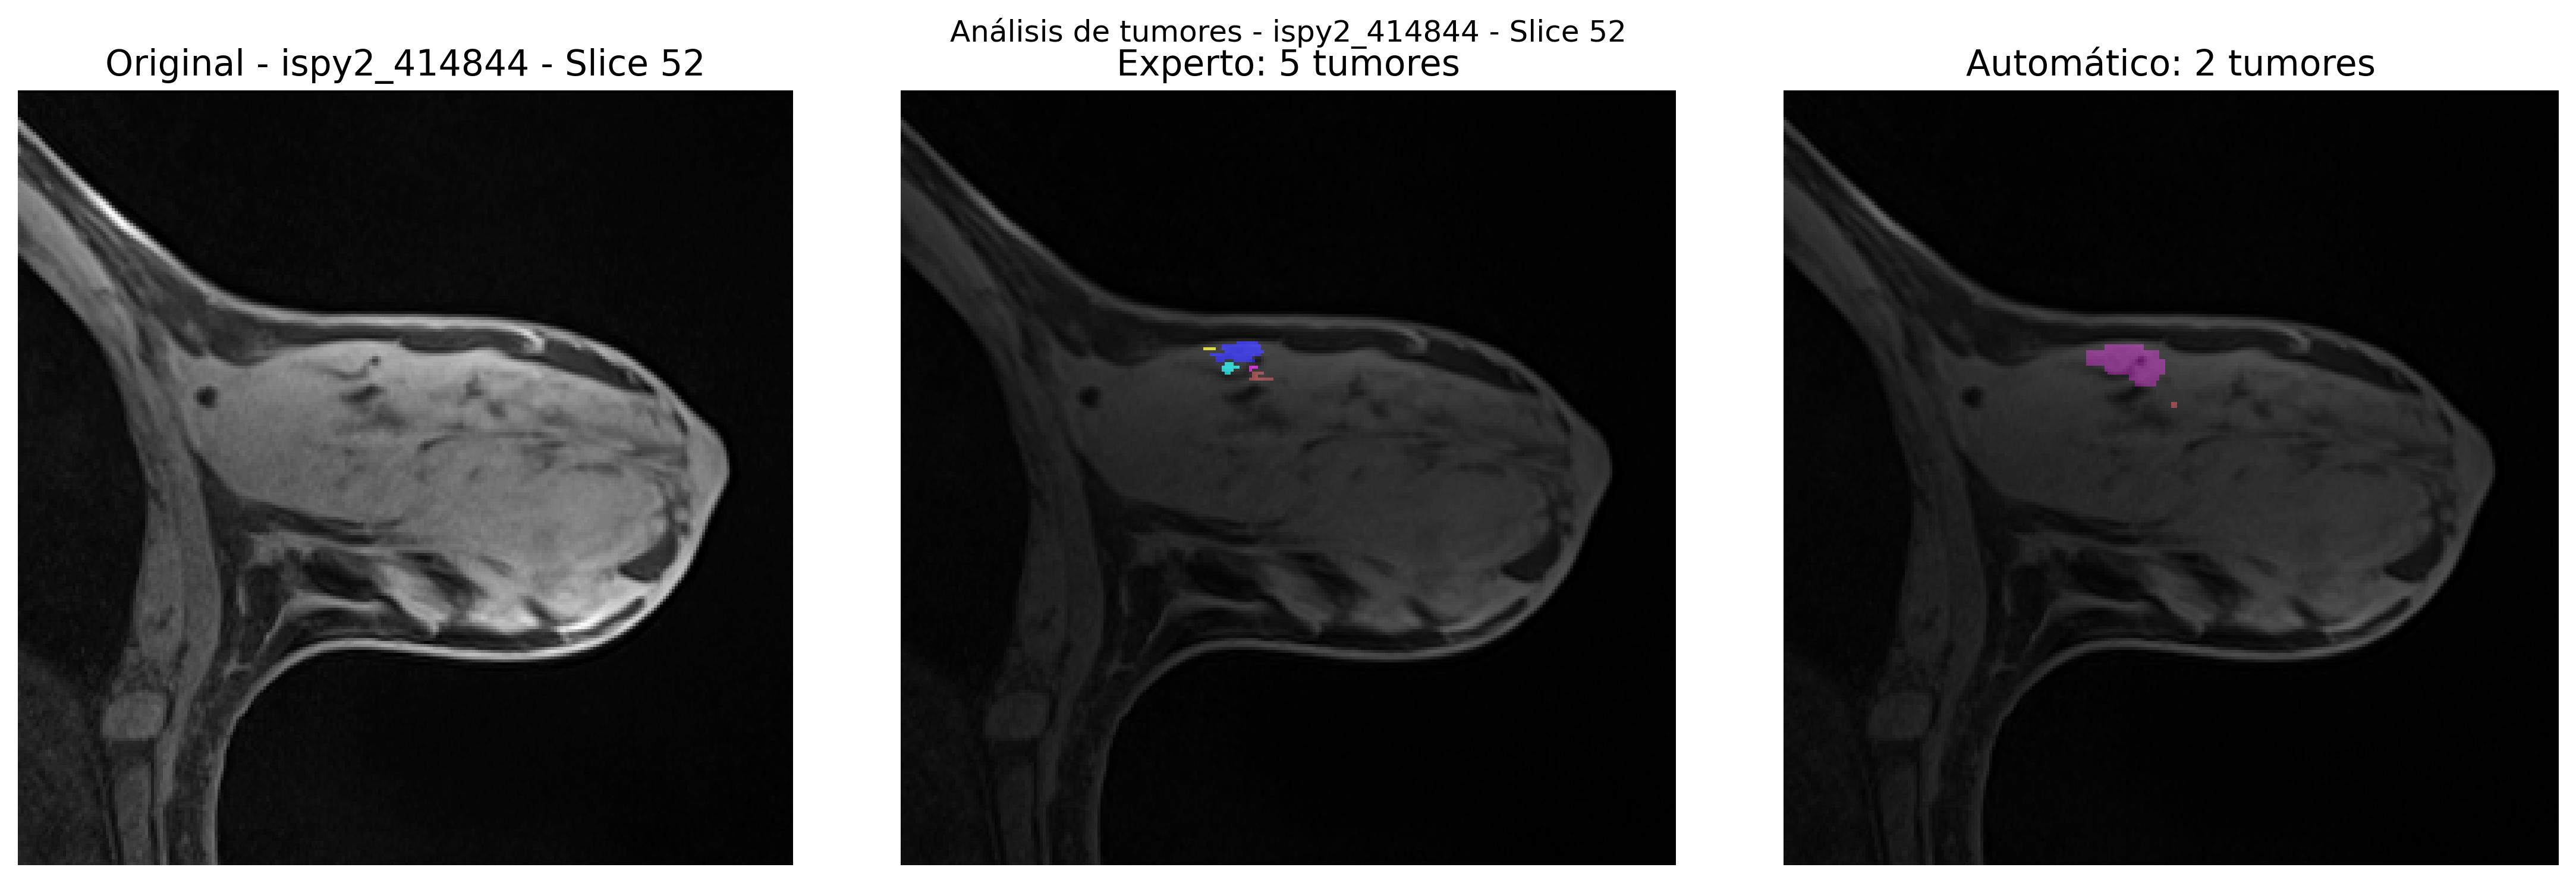 Análisis de tumores - ispy2_414844 - Slice 52
Original - ispy2_414844 - Slice 52
Experto: 5 tumores
Automático: 2 tumores